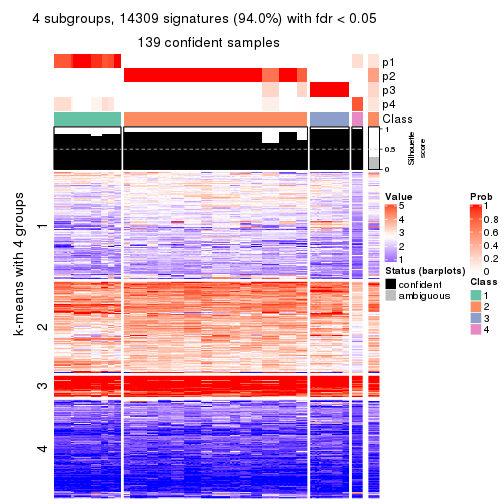 4 subgroups, 14309 signatures (94.0%) with fdr < 0.05
139 confident samples
p1
p2
p3
p4
Class
1
0.5
0
Silhouette
score
k-means with 4 groups
1
2
3
4
Value
5
4
3
2
1
Status (barplots)
confident
ambiguous
Prob
1
0.8
0.6
0.4
0.2
0
Class
1
2
3
4